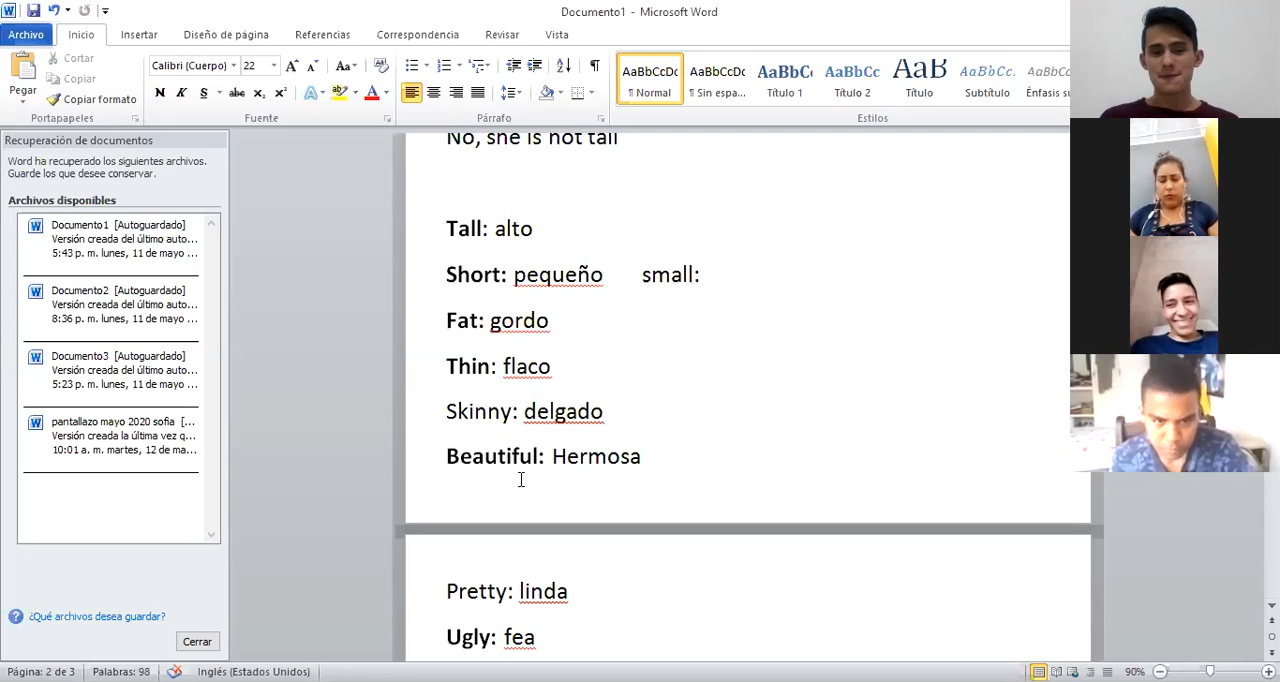 Documento1 - Microsoft Word
Archivo Inicio Insertar Diseño de página Referencias Correspondencia Revisar Vista
Pegar
Cortar
Copiar
Copiar formato
Portapapeles
Calibri (Cuerpo) 22
N K S abc x₂ x²
Fuente
Párrafo
AaBbCcDc AaBbCcDc AaBbC AaBbCc AaB AaBbCc. AaBbCcD
¶ Normal ¶ Sin espa... Título 1 Título 2 Título Subtítulo Énfasis
Estilos
Recuperación de documentos
Word ha recuperado los siguientes archivos.
Guarde los que desee conservar.
Archivos disponibles
Documento1 [Autoguardado]
Versión creada del último auto...
5:43 p. m. lunes, 11 de mayo ...
Documento2 [Autoguardado]
Versión creada del último auto...
8:36 p. m. lunes, 11 de mayo ...
Documento3 [Autoguardado]
Versión creada del último auto...
5:23 p. m. lunes, 11 de mayo ...
pantallazo mayo 2020 sofia [...
Versión creada la última vez q...
10:01 a. m. martes, 12 de ma...
¿Qué archivos desea guardar?
Cerrar
No, she is not tall
Tall: alto
Short: pequeño small:
Fat: gordo
Thin: flaco
Skinny: delgado
Beautiful: Hermosa
Pretty: linda
Ugly: fea
Página: 2 de 3 Palabras: 98 Inglés (Estados Unidos) 90%